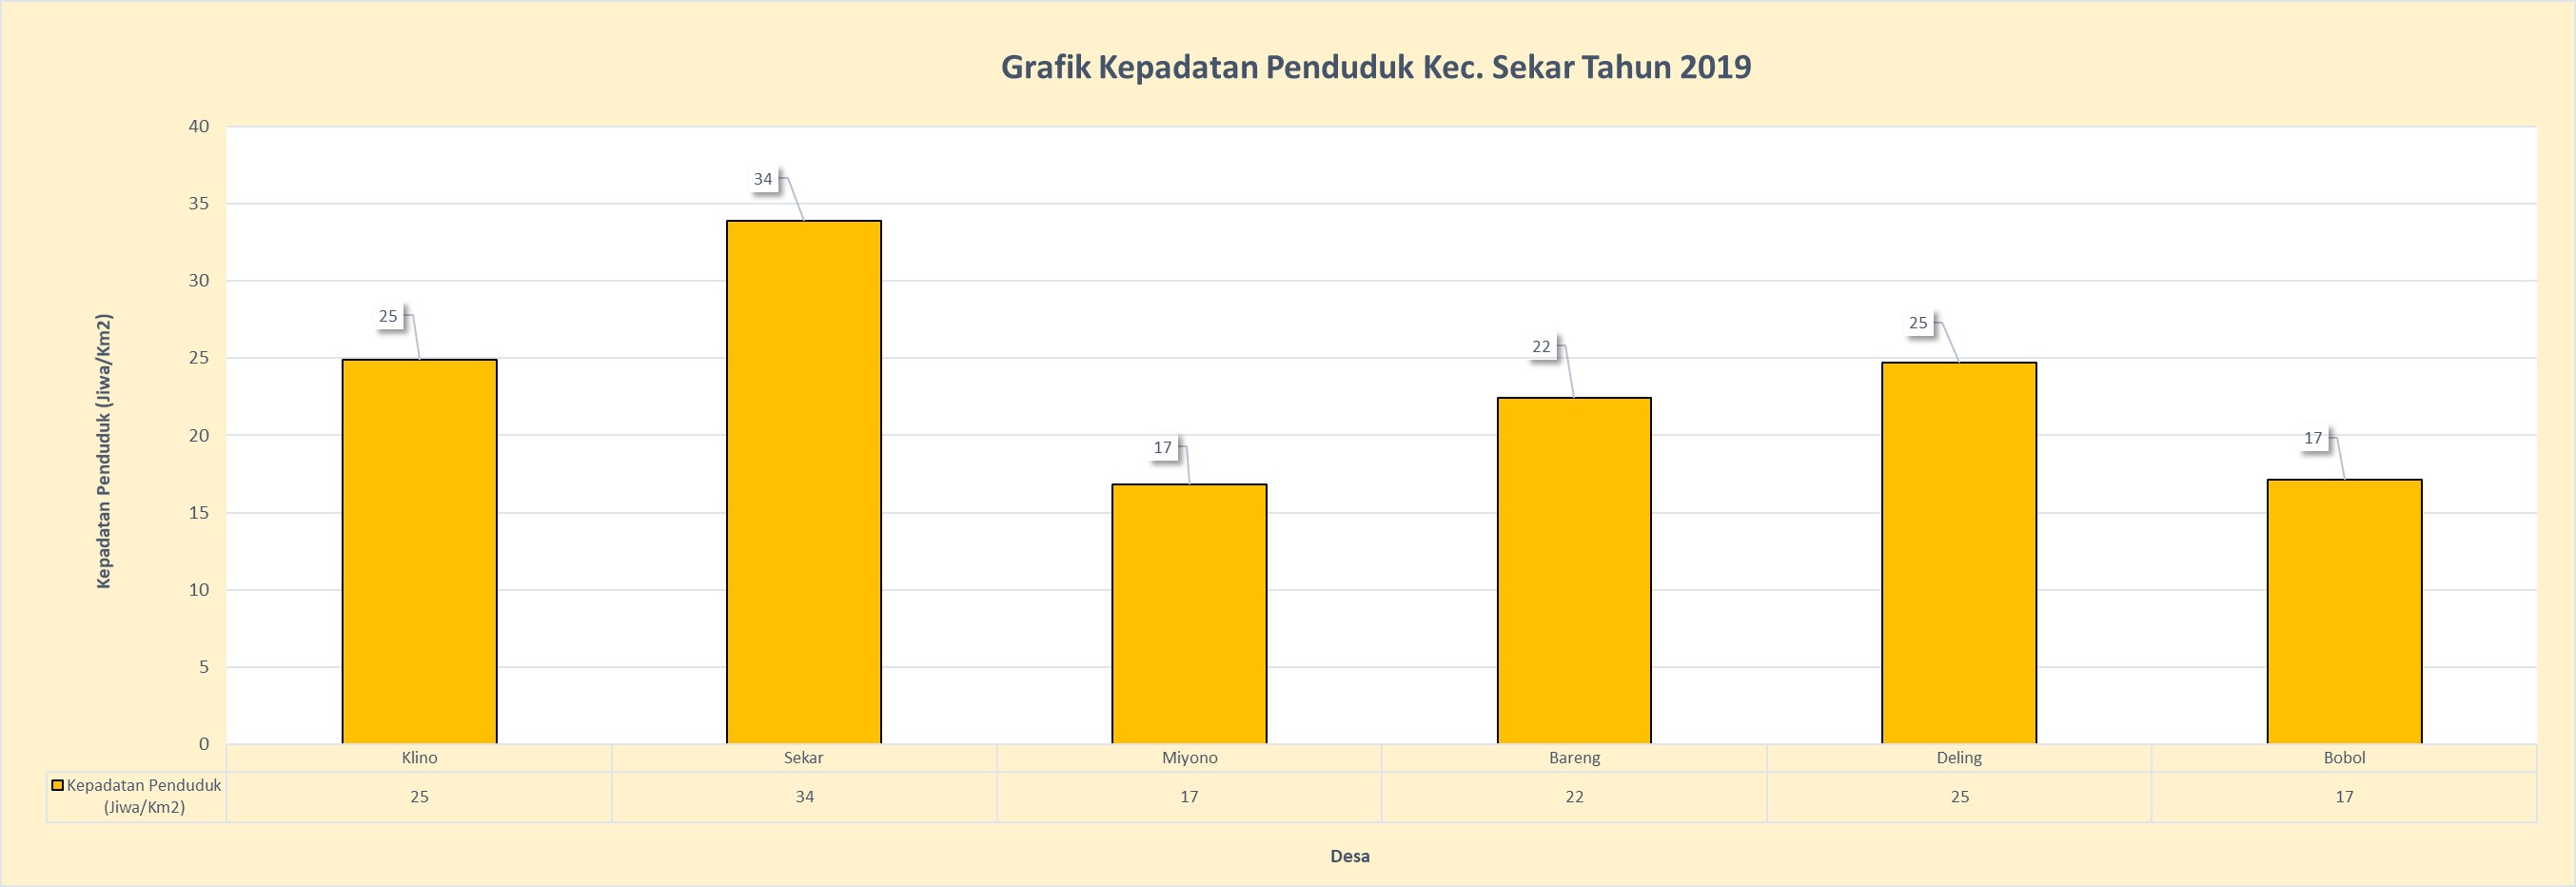 Grafik Kepadatan Penduduk Kec. Sekar Tahun 2019
Kepadatan Penduduk (Jiwa/Km2)
40
35
30
25
20
15
10
5
0
25
34
17
22
25
17
Klino Sekar Miyono Bareng Deling Bobol
Kepadatan Penduduk
(Jiwa/Km2)
25 34 17 22 25 17
Desa